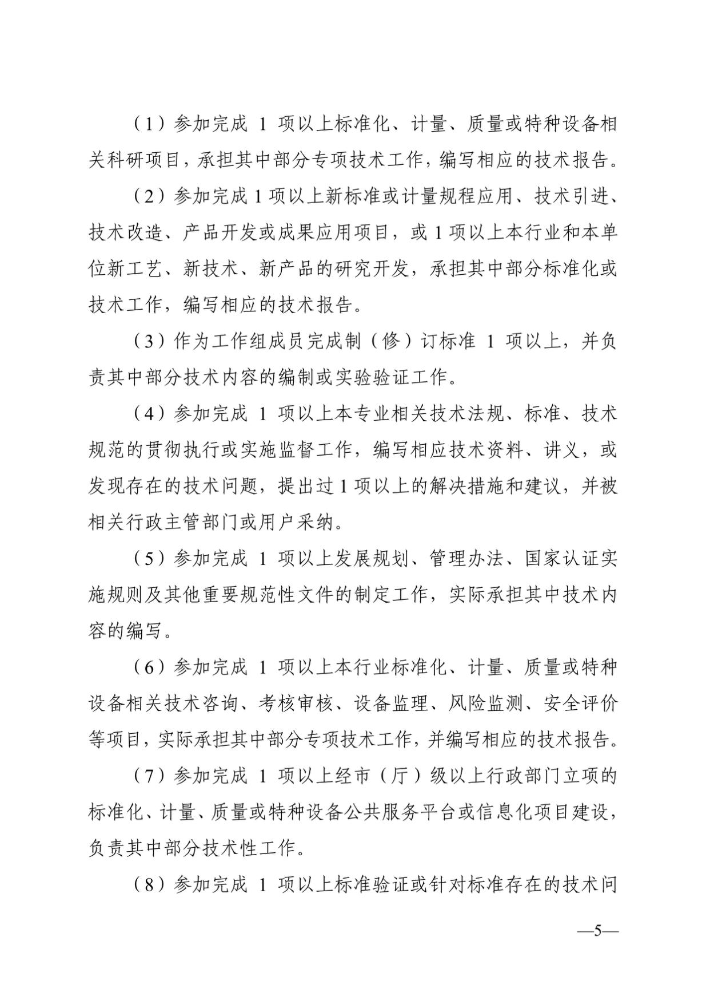 （1）参加完成 1 项以上标准化、计量、质量或特种设备相
关科研项目，承担其中部分专项技术工作，编写相应的技术报告。
（2）参加完成 1 项以上新标准或计量规程应用、技术引进、
技术改造、产品开发或成果应用项目，或 1 项以上本行业和本单
位新工艺、新技术、新产品的研究开发，承担其中部分标准化或
技术工作，编写相应的技术报告。
（3）作为工作组成员完成制（修）订标准 1 项以上，并负
责其中部分技术内容的编制或实验验证工作。
（4）参加完成 1 项以上本专业相关技术法规、标准、技术
规范的贯彻执行或实施监督工作，编写相应技术资料、讲义，或
发现存在的技术问题，提出过 1 项以上的解决措施和建议，并被
相关行政主管部门或用户采纳。
（5）参加完成 1 项以上发展规划、管理办法、国家认证实
施规则及其他重要规范性文件的制定工作，实际承担其中技术内
容的编写。
（6）参加完成 1 项以上本行业标准化、计量、质量或特种
设备相关技术咨询、考核审核、设备监理、风险监测、安全评价
等项目，实际承担其中部分专项技术工作，并编写相应的技术报告。
（7）参加完成 1 项以上经市（厅）级以上行政部门立项的
标准化、计量、质量或特种设备公共服务平台或信息化项目建设，
负责其中部分技术性工作。
（8）参加完成 1 项以上标准验证或针对标准存在的技术问
—5—